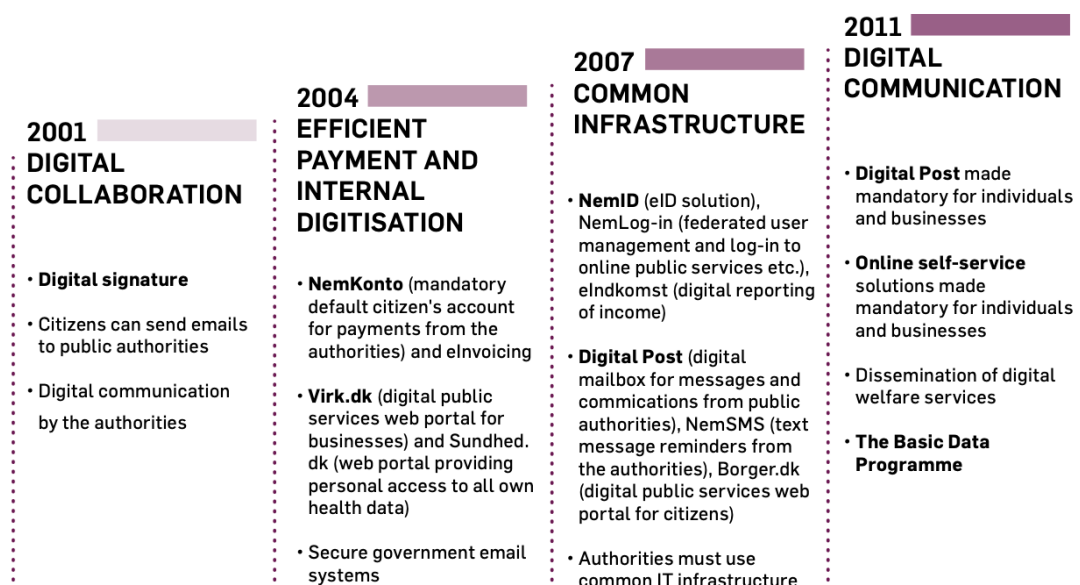 2001
DIGITAL
COLLABORATION
• Digital signature
• Citizens can send emails
to public authorities
• Digital communication
by the authorities
2004
EFFICIENT
PAYMENT AND
INTERNAL
DIGITISATION
• NemKonto (mandatory
default citizen's account
for payments from the
authorities) and eInvoicing
• Virk.dk (digital public
services web portal for
businesses) and Sundhed.
dk (web portal providing
personal access to all own
health data)
• Secure government email
systems
2007
COMMON
INFRASTRUCTURE
• NemID (eID solution),
NemLog-in (federated user
management and log-in to
online public services etc.),
eIndkomst (digital reporting
of income)
• Digital Post (digital
mailbox for messages and
commications from public
authorities), NemSMS (text
message reminders from
the authorities), Borger.dk
(digital public services web
portal for citizens)
• Authorities must use
common IT infrastructure
2011
DIGITAL
COMMUNICATION
• Digital Post made
mandatory for individuals
and businesses
• Online self-service
solutions made
mandatory for individuals
and businesses
• Dissemination of digital
welfare services
• The Basic Data
Programme